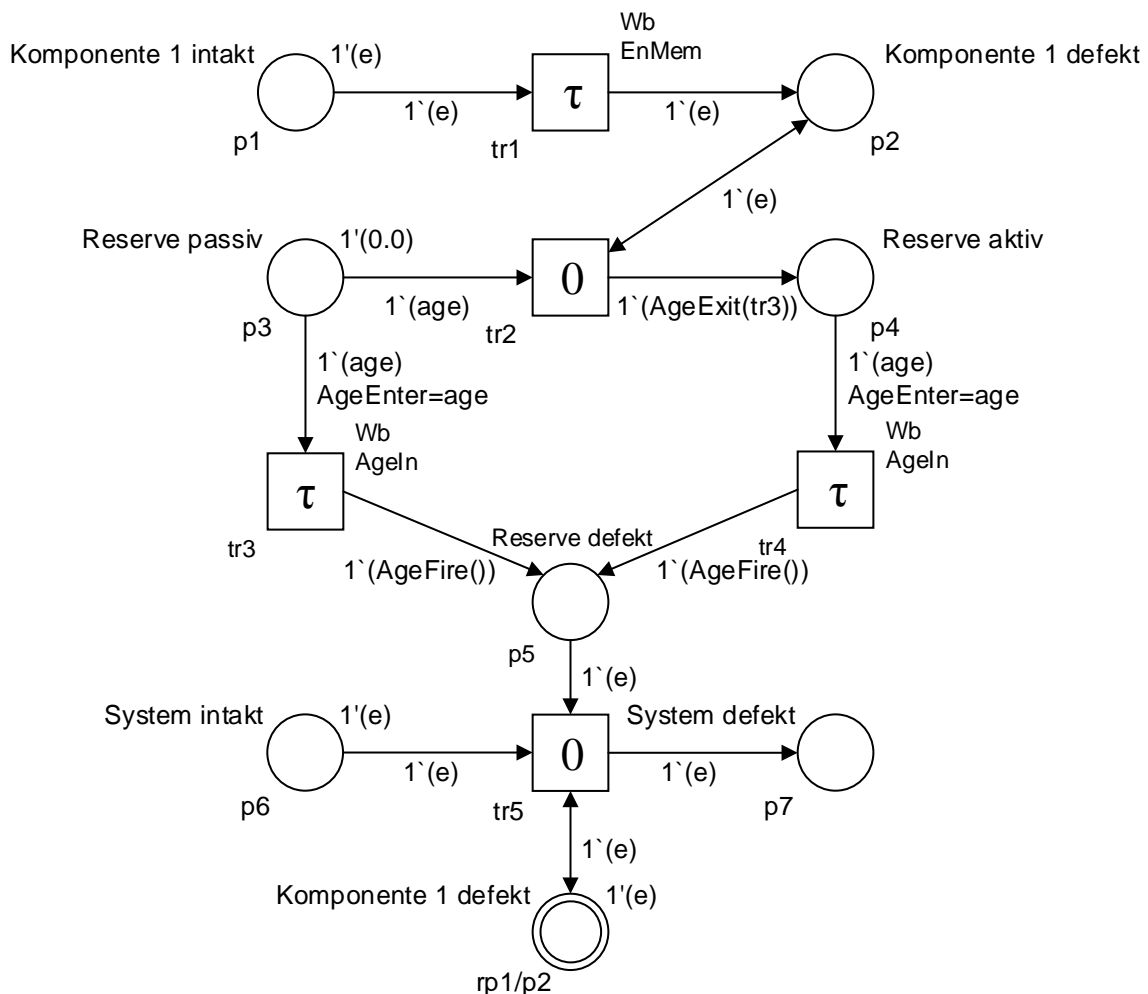 Wb
Komponente 1 intakt
1'(e)
EnMem
Komponente 1 defekt
τ
1`(e)
1`(e)
p1
tr1
p2
1`(e)
Reserve passiv
1'(0.0)
Reserve aktiv
0
1`(age)
1`(AgeExit(tr3))
p3
tr2
p4
1`(age)
AgeEnter=age
1`(age)
AgeEnter=age
Wb
AgeIn
Wb
AgeIn
τ
τ
Reserve defekt
tr3
tr4
1`(AgeFire())
1`(AgeFire())
p5
1`(e)
System intakt
1'(e)
System defekt
0
1`(e)
1`(e)
p6
tr5
p7
1`(e)
Komponente 1 defekt
1'(e)
rp1/p2